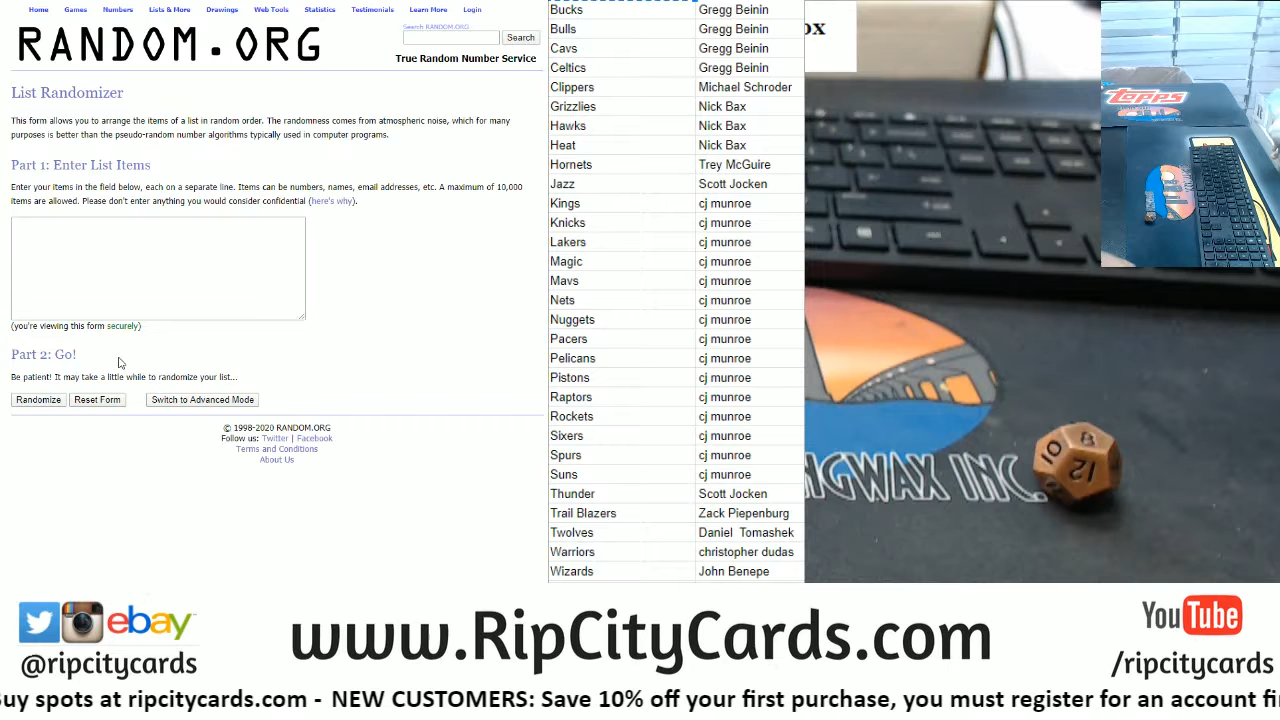 Home Games Numbers Lists & More Drawings Web Tools Statistics Testimonials Learn More Login
RANDOM.ORG
Search RANDOM.ORG
Search
True Random Number Service
List Randomizer
This form allows you to arrange the items of a list in random order. The randomness comes from atmospheric noise, which for many
purposes is better than the pseudo-random number algorithms typically used in computer programs.
Part 1: Enter List Items
Enter your items in the field below, each on a separate line. Items can be numbers, names, email addresses, etc. A maximum of 10,000
items are allowed. Please don't enter anything you would consider confidential (here's why).
(you're viewing this form securely)
Part 2: Go!
Be patient! It may take a little while to randomize your list...
Randomize Reset Form Switch to Advanced Mode
© 1998-2020 RANDOM.ORG
Follow us: Twitter | Facebook
Terms and Conditions
About Us
Bucks Gregg Beinin
Bulls Gregg Beinin
Cavs Gregg Beinin
Celtics Gregg Beinin
Clippers Michael Schroder
Grizzlies Nick Bax
Hawks Nick Bax
Heat Nick Bax
Hornets Trey McGuire
Jazz Scott Jocken
Kings cj munroe
Knicks cj munroe
Lakers cj munroe
Magic cj munroe
Mavs cj munroe
Nets cj munroe
Nuggets cj munroe
Pacers cj munroe
Pelicans cj munroe
Pistons cj munroe
Raptors cj munroe
Rockets cj munroe
Sixers cj munroe
Spurs cj munroe
Suns cj munroe
Thunder Scott Jocken
Trail Blazers Zack Piepenburg
Twolves Daniel Tomashek
Warriors christopher dudas
Wizards John Benepe
ox
Topps
NGWAX INC.
10 8 12
ebay
@ripcitycards
www.RipCityCards.com
YouTube
/ripcitycards
Buy spots at ripcitycards.com - NEW CUSTOMERS: Save 10% off your first purchase, you must register for an account fi